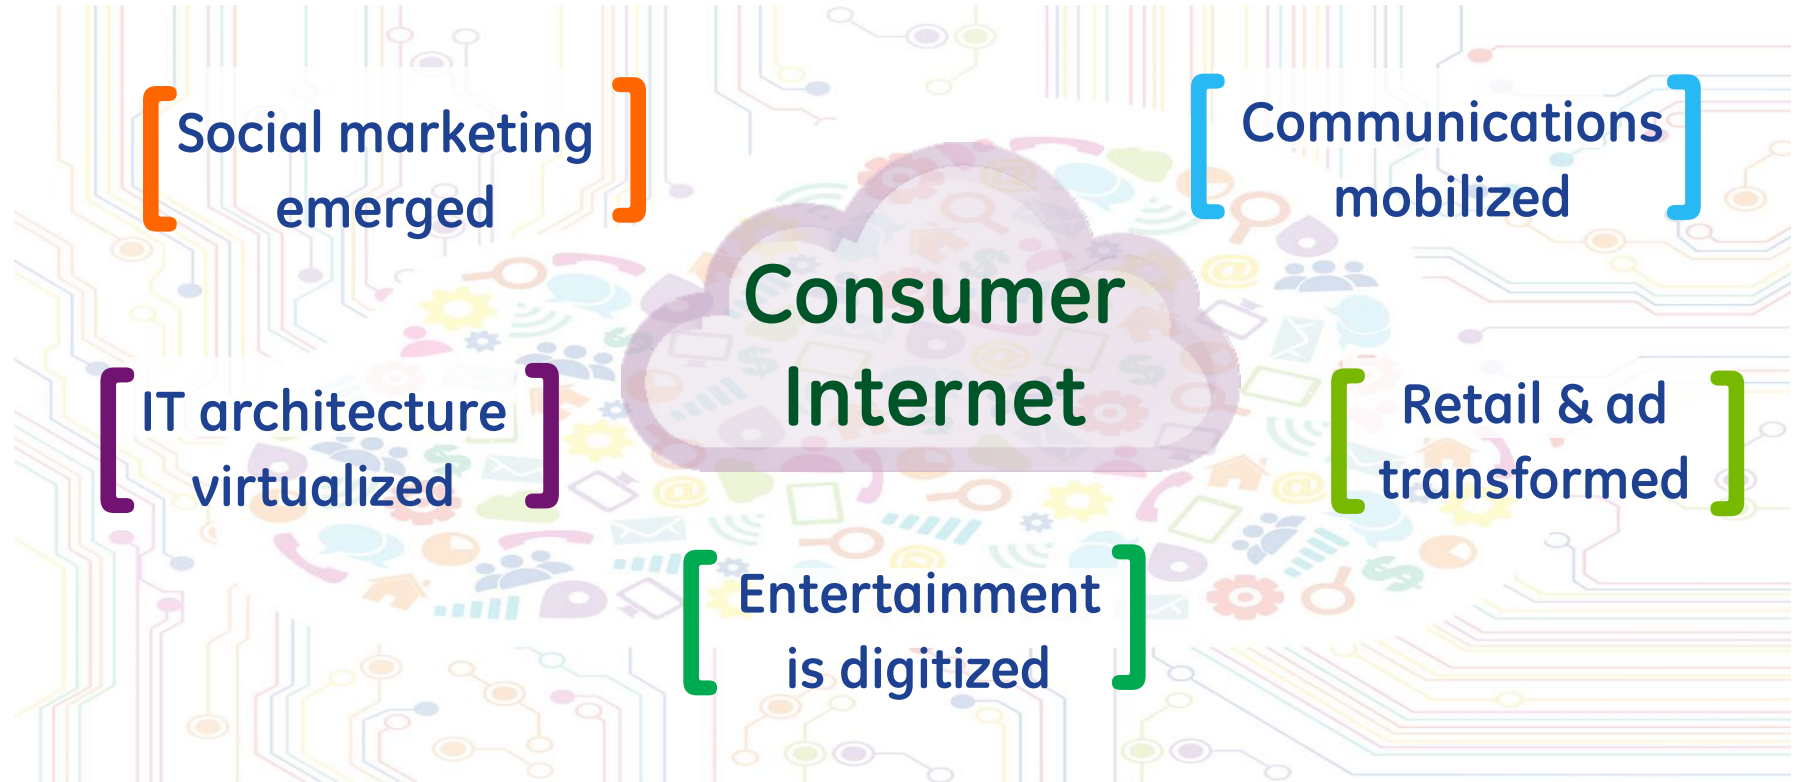 Social marketing
emerged
Communications
mobilized
Consumer
Internet
IT architecture
virtualized
Retail & ad
transformed
Entertainment
is digitized